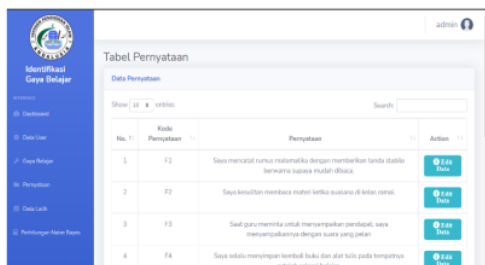 admin
Identifikasi
Gaya Belajar
Tabel Pernyataan
Data Pernyataan
Dashboard
Data User
Gaya Belajar
Pernyataan
Data Latih
Perhitungan Naive Bayes
Show 10 entries
Search:
No.
Kode
Pernyataan
Pernyataan
Action
1 F1 Saya mencatat rumus matematika dengan memberikan tanda stabilo
berwarna supaya mudah dibaca.
Edit
Data
2 F2 Saya kesulitan membaca materi ketika suasana di kelas ramai.
Edit
Data
3 F3 Saat guru meminta untuk menyampaikan pendapat, saya
menyampaikannya dengan suara yang pelan
Edit
Data
4 F4 Saya selalu menyimpan kembali buku dan alat tulis pada tempatnya
Edit
Data